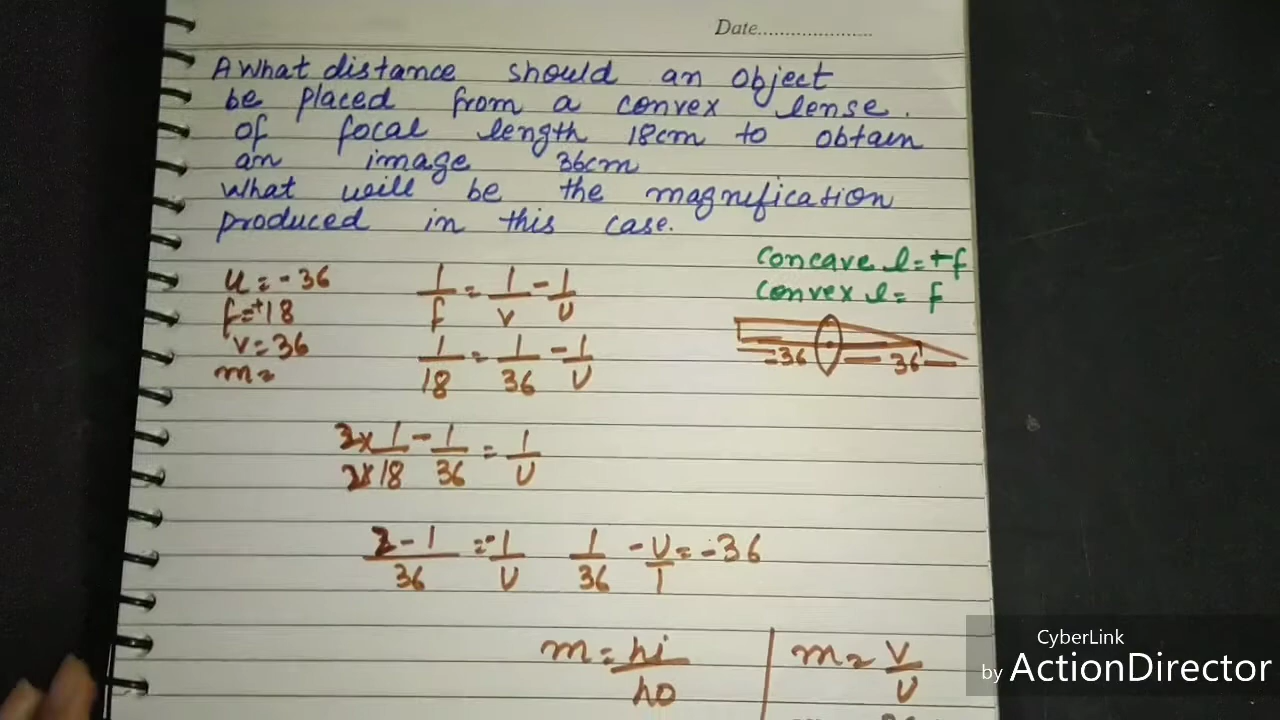 Date......................
A What distance should an object
be placed from a convex lense.
of focal length 18cm to obtain
an image 36cm
what will be the magnification
produced in this case.
concave l = +f
convex l = f
u = -36
f = +18
v = 36
m =
1/f = 1/v - 1/u
1/18 = 1/36 - 1/u
-36 36
2x1/2x18 - 1/36 = 1/u
2-1/36 = -1/u 1/36 -u/1 = -36
m = hi/ho
m = v/u
CyberLink
by ActionDirector